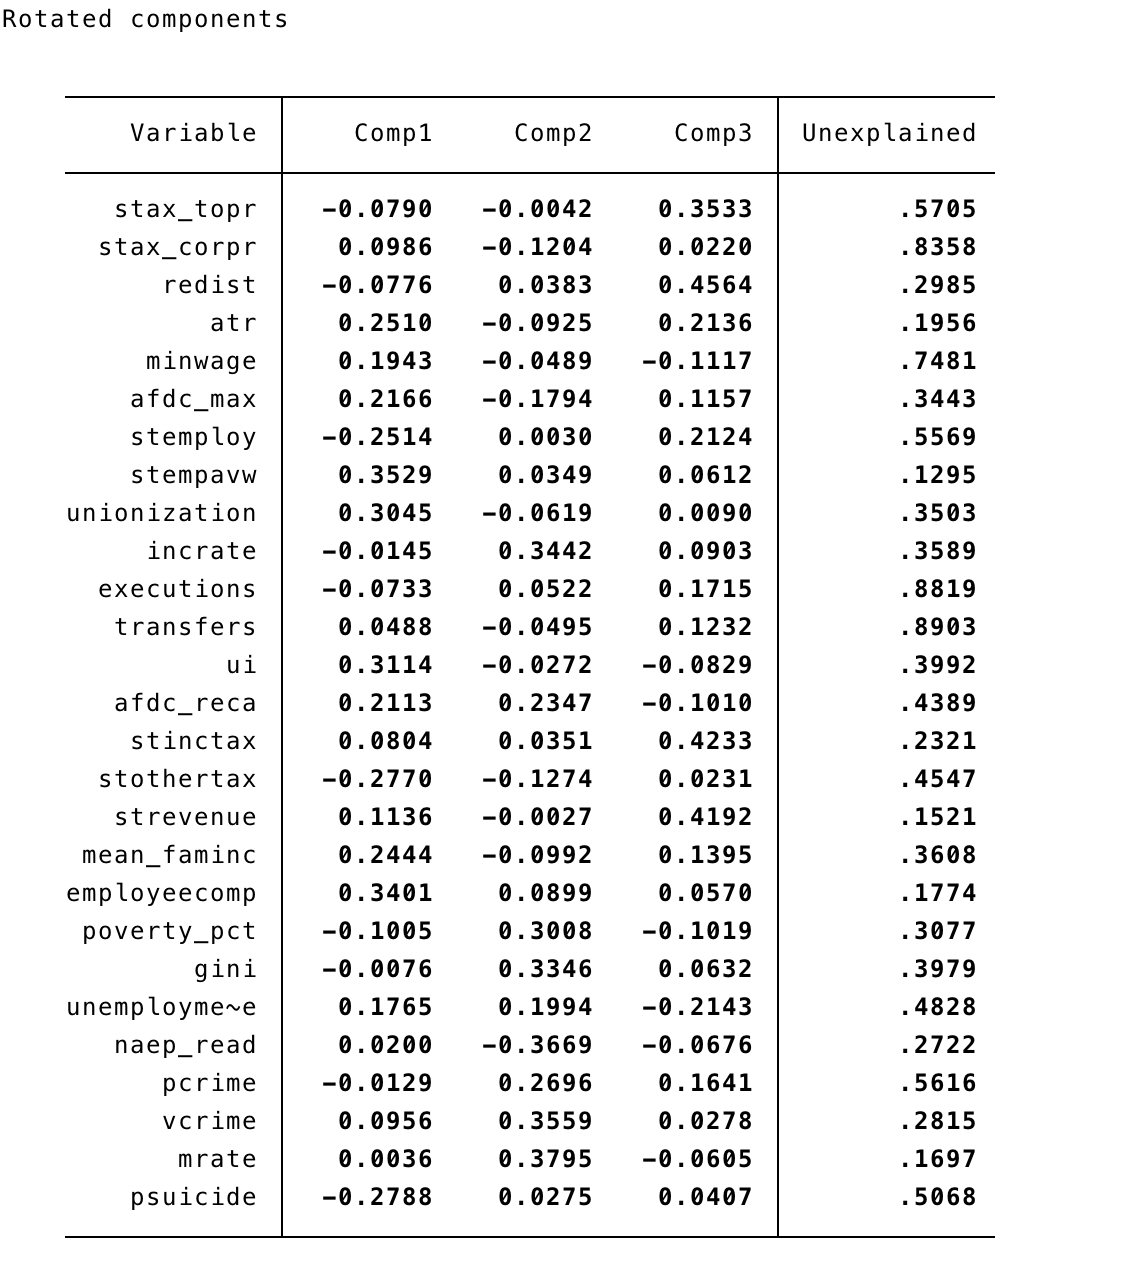 Rotated components
Variable Comp1 Comp2 Comp3 Unexplained
stax_topr −0.0790 −0.0042 0.3533 .5705
stax_corpr 0.0986 −0.1204 0.0220 .8358
redist −0.0776 0.0383 0.4564 .2985
atr 0.2510 −0.0925 0.2136 .1956
minwage 0.1943 −0.0489 −0.1117 .7481
afdc_max 0.2166 −0.1794 0.1157 .3443
stemploy −0.2514 0.0030 0.2124 .5569
stempavw 0.3529 0.0349 0.0612 .1295
unionization 0.3045 −0.0619 0.0090 .3503
incrate −0.0145 0.3442 0.0903 .3589
executions −0.0733 0.0522 0.1715 .8819
transfers 0.0488 −0.0495 0.1232 .8903
ui 0.3114 −0.0272 −0.0829 .3992
afdc_reca 0.2113 0.2347 −0.1010 .4389
stinctax 0.0804 0.0351 0.4233 .2321
stothertax −0.2770 −0.1274 0.0231 .4547
strevenue 0.1136 −0.0027 0.4192 .1521
mean_faminc 0.2444 −0.0992 0.1395 .3608
employeecomp 0.3401 0.0899 0.0570 .1774
poverty_pct −0.1005 0.3008 −0.1019 .3077
gini −0.0076 0.3346 0.0632 .3979
unemployme~e 0.1765 0.1994 −0.2143 .4828
naep_read 0.0200 −0.3669 −0.0676 .2722
pcrime −0.0129 0.2696 0.1641 .5616
vcrime 0.0956 0.3559 0.0278 .2815
mrate 0.0036 0.3795 −0.0605 .1697
psuicide −0.2788 0.0275 0.0407 .5068